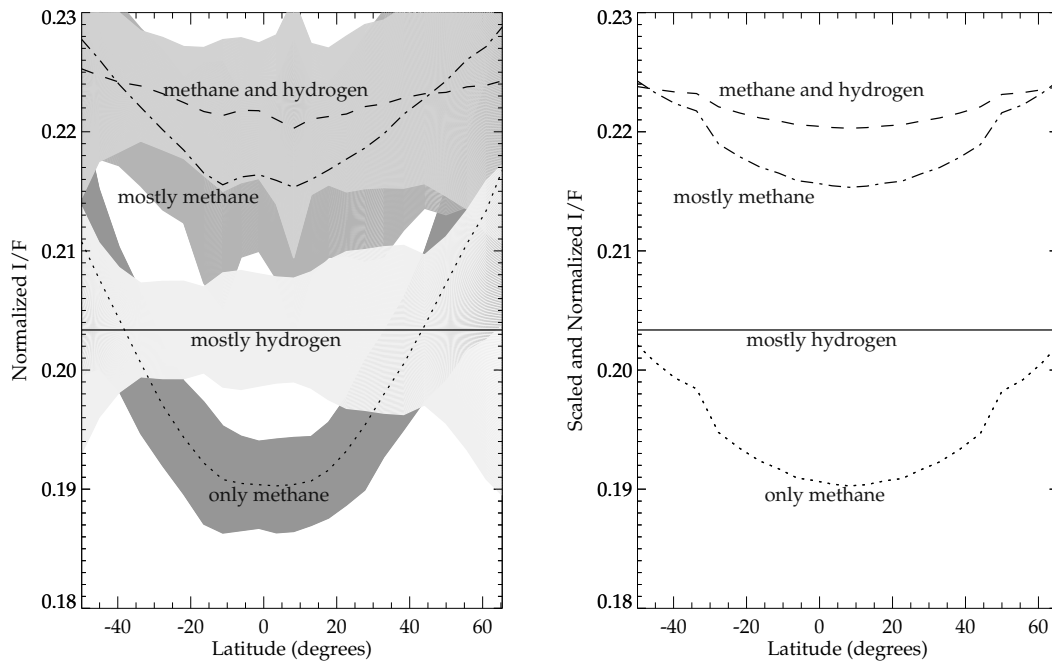 0.23
0.22
0.21
0.20
0.19
0.18
Normalized I/F
methane and hydrogen
mostly methane
mostly hydrogen
only methane
-40 -20 0 20 40 60
Latitude (degrees)
0.23
0.22
0.21
0.20
0.19
0.18
Scaled and Normalized I/F
methane and hydrogen
mostly methane
mostly hydrogen
only methane
-40 -20 0 20 40 60
Latitude (degrees)